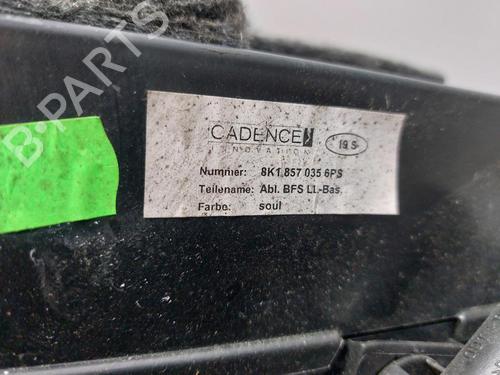 B-PARTS
CADENCE
INNOVATION
19 S
Nummer: 8K1 857 035 6PS
Teilename: Abl. BFS LL-Bas.
Farbe: soul